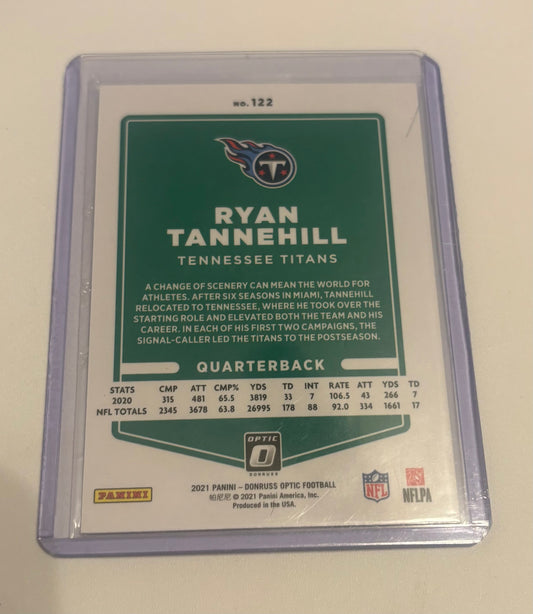 NO. 122
T
RYAN
TANNEHILL
TENNESSEE TITANS
A CHANGE OF SCENERY CAN MEAN THE WORLD FOR
ATHLETES. AFTER SIX SEASONS IN MIAMI, TANNEHILL
RELOCATED TO TENNESSEE, WHERE HE TOOK OVER THE
STARTING ROLE AND ELEVATED BOTH THE TEAM AND HIS
CAREER. IN EACH OF HIS FIRST TWO CAMPAIGNS, THE
SIGNAL-CALLER LED THE TITANS TO THE POSTSEASON.
QUARTERBACK
STATS CMP ATT CMP% YDS TD INT RATE ATT YDS TD
2020 315 481 65.5 3819 33 7 106.5 43 266 7
NFL TOTALS 2345 3678 63.8 26995 178 88 92.0 334 1661 17
OPTIC
O
DONRUSS
PANINI
2021 PANINI – DONRUSS OPTIC FOOTBALL
帕尼尼 © 2021 Panini America, Inc.
Produced in the USA.
NFL
NFLPA